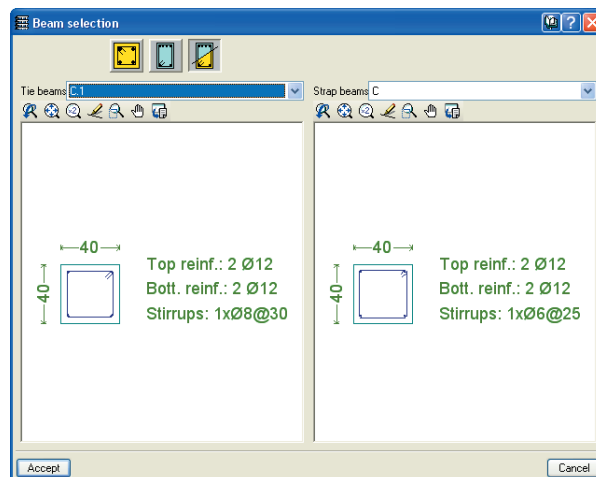 Beam selection
Tie beams C.1
Strap beams C
40
40
Top reinf.: 2 Ø12
Bott. reinf.: 2 Ø12
Stirrups: 1xØ8@30
40
40
Top reinf.: 2 Ø12
Bott. reinf.: 2 Ø12
Stirrups: 1xØ6@25
Accept
Cancel